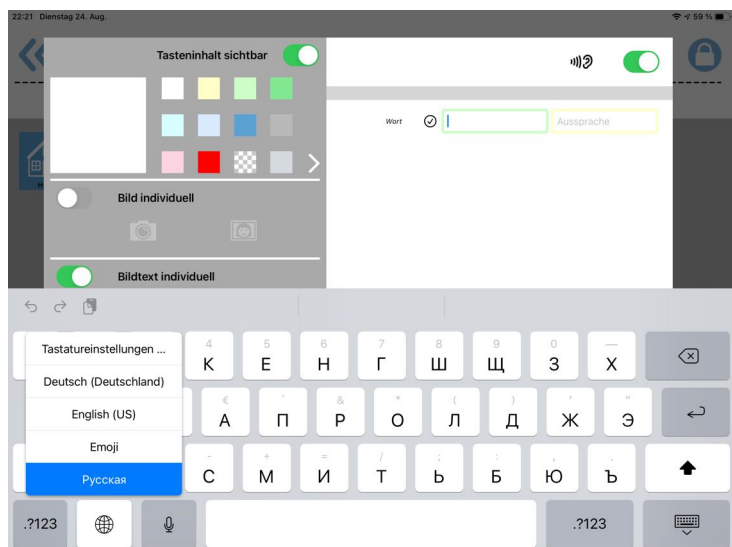 22:21 Dienstag 24. Aug.
59 %
Tasteninhalt sichtbar
Wort
Aussprache
H
Bild individuell
Bildtext individuell
Tastatureinstellungen ...
Deutsch (Deutschland)
English (US)
Emoji
Русская
4 5 6 7 8 9 0 —
К Е Н Г Ш Щ З Х
€ ` & * ( ) ' "
А П Р О Л Д Ж Э
- + = / ; : , .
С М И Т Ь Б Ю Ъ
.?123 .?123